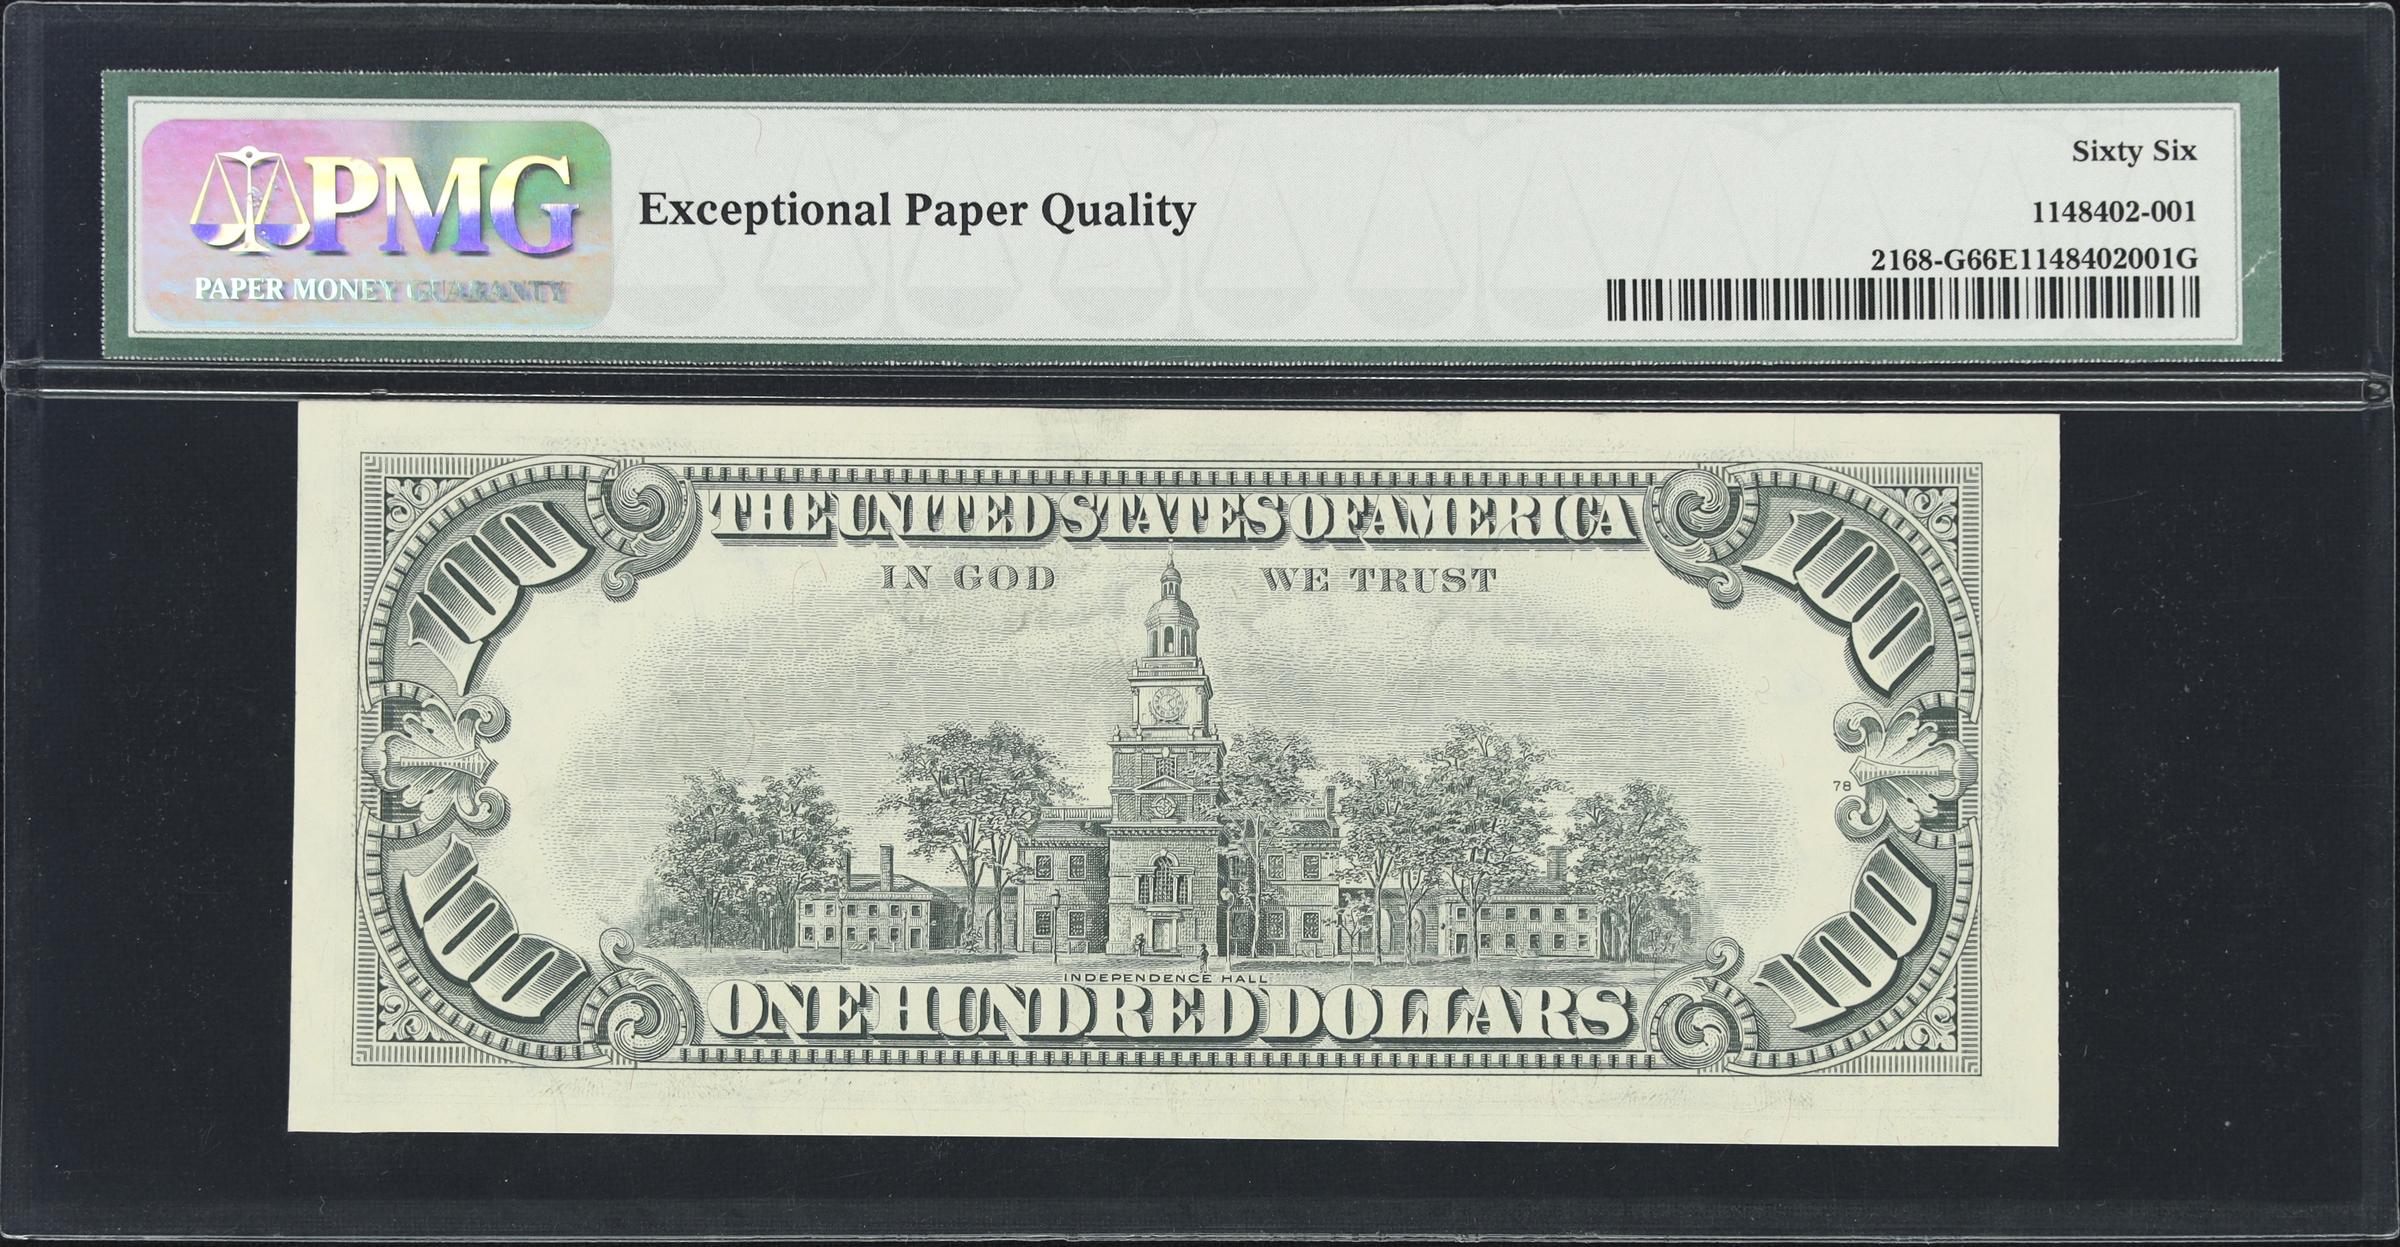 PMG
PAPER MONEY GUARANTY
Exceptional Paper Quality
Sixty Six
1148402-001
2168-G66E1148402001G
THE UNITED STATES OF AMERICA
100
100
IN GOD WE TRUST
78
INDEPENDENCE HALL
100
100
ONE HUNDRED DOLLARS